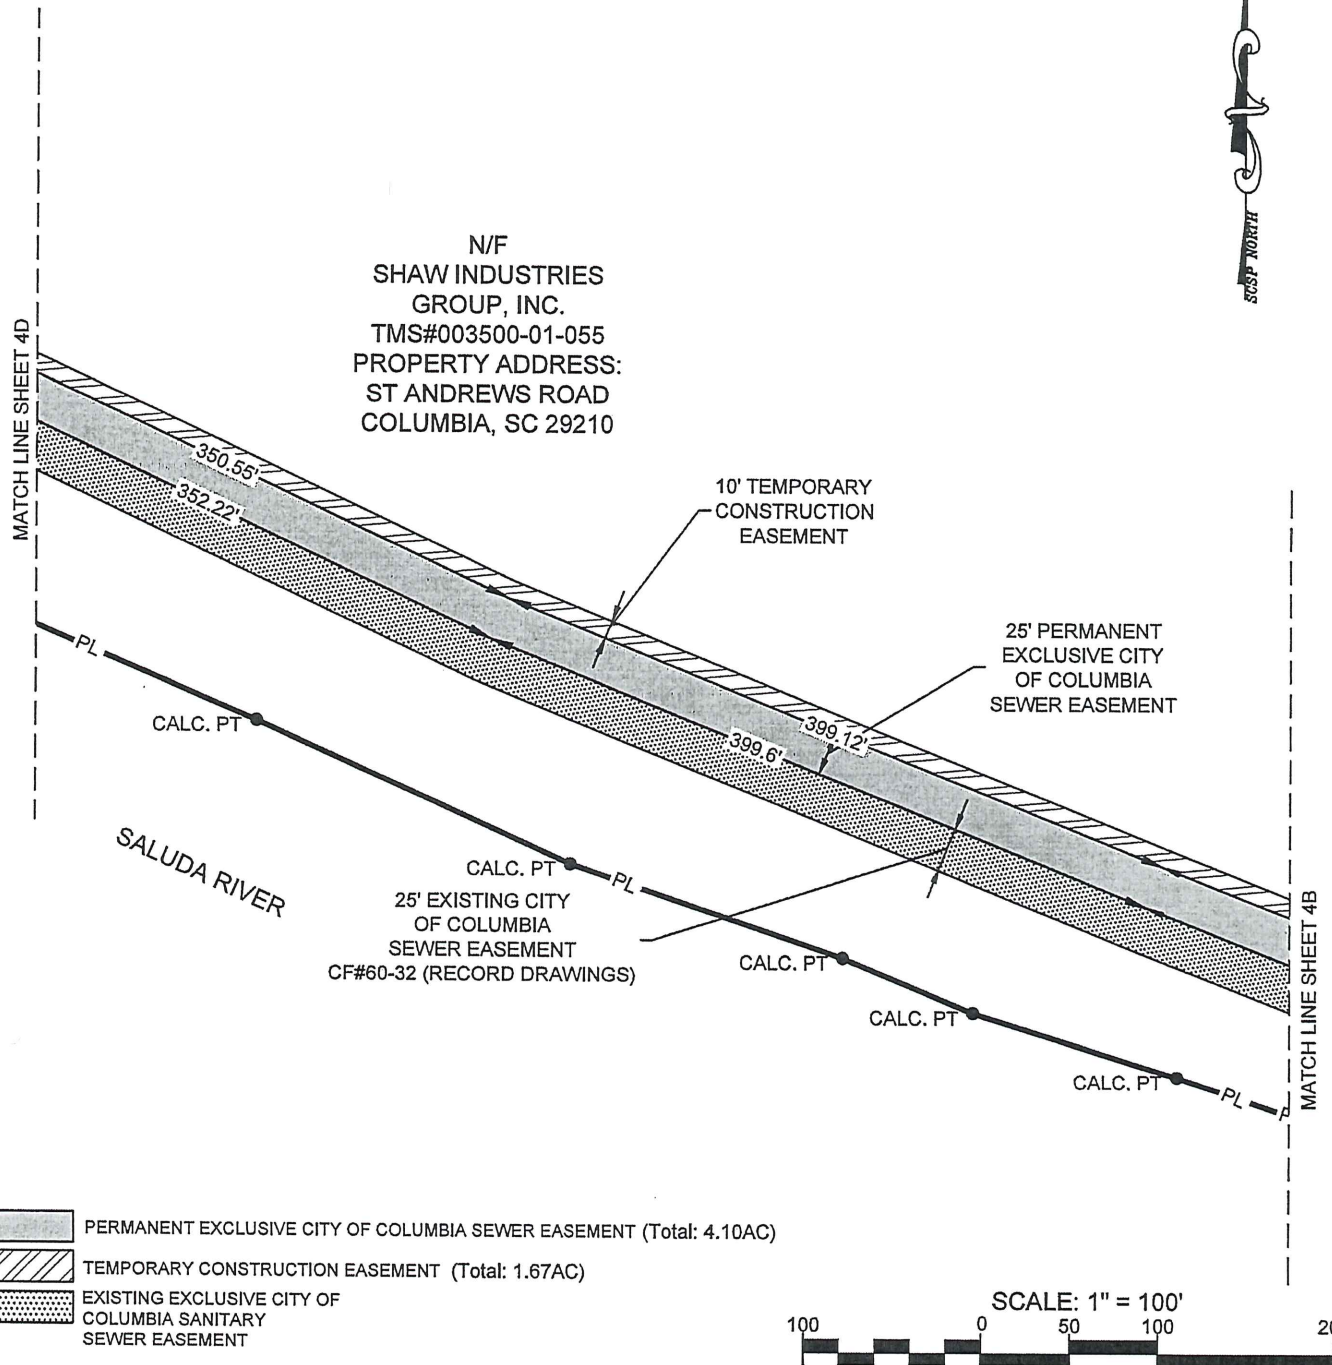 SCSP NORTH
N/F
SHAW INDUSTRIES
GROUP, INC.
TMS#003500-01-055
PROPERTY ADDRESS:
ST ANDREWS ROAD
COLUMBIA, SC 29210
MATCH LINE SHEET 4D
350.55'
352.22'
10' TEMPORARY
CONSTRUCTION
EASEMENT
25' PERMANENT
EXCLUSIVE CITY
OF COLUMBIA
SEWER EASEMENT
399.12'
399.6'
PL
CALC. PT
SALUDA RIVER
CALC. PT
PL
25' EXISTING CITY
OF COLUMBIA
SEWER EASEMENT
CF#60-32 (RECORD DRAWINGS)
CALC. PT
CALC. PT
CALC. PT
PL
MATCH LINE SHEET 4B
PERMANENT EXCLUSIVE CITY OF COLUMBIA SEWER EASEMENT (Total: 4.10AC)
TEMPORARY CONSTRUCTION EASEMENT (Total: 1.67AC)
EXISTING EXCLUSIVE CITY OF
COLUMBIA SANITARY
SEWER EASEMENT
SCALE: 1" = 100'
100 0 50 100